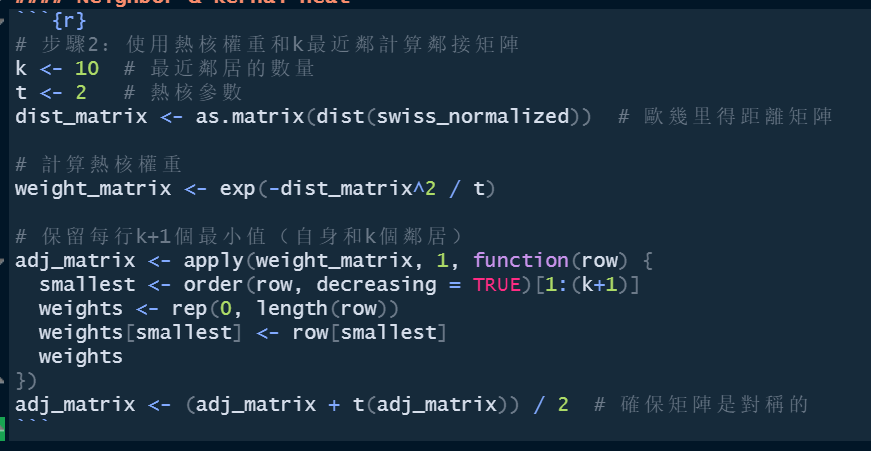 ```{r}
# 步驟2: 使用熱核權重和k最近鄰計算鄰接矩陣
k <- 10  # 最近鄰居的數量
t <- 2   # 熱核參數
dist_matrix <- as.matrix(dist(swiss_normalized))  # 歐幾里得距離矩陣
# 計算熱核權重
weight_matrix <- exp(-dist_matrix^2 / t)
# 保留每行k+1個最小值（自身和k個鄰居）
adj_matrix <- apply(weight_matrix, 1, function(row) {
  smallest <- order(row, decreasing = TRUE)[1:(k+1)]
  weights <- rep(0, length(row))
  weights[smallest] <- row[smallest]
  weights
})
adj_matrix <- (adj_matrix + t(adj_matrix)) / 2  # 確保矩陣是對稱的
```